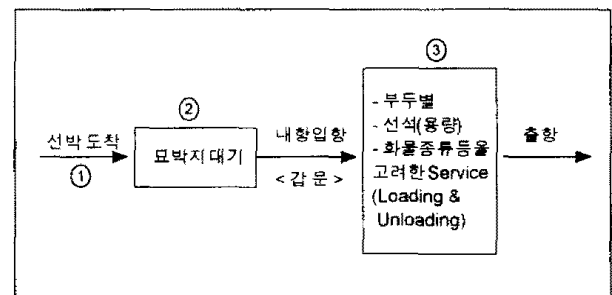 선박 도착
①
②
묘박지 대기
내항입항
< 갑 문 >
③
- 부두별
- 선석(용량)
- 화물종류등을
고려한 Service
(Loading &
Unloading)
출항